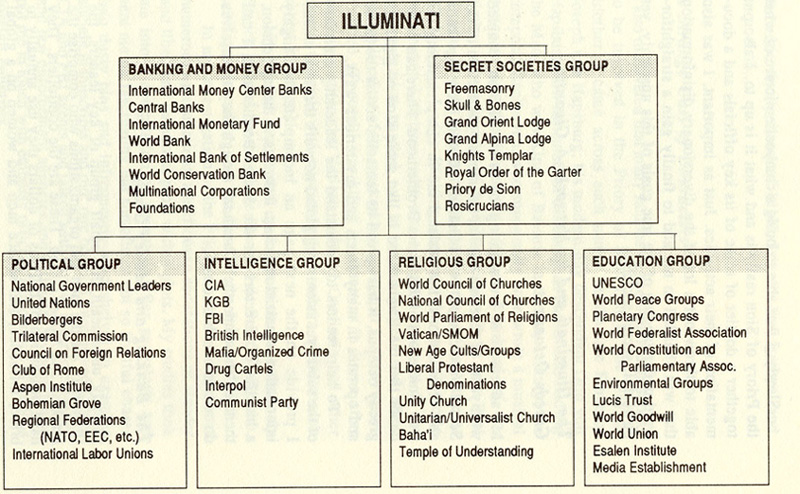 ILLUMINATI
BANKING AND MONEY GROUP
International Money Center Banks
Central Banks
International Monetary Fund
World Bank
International Bank of Settlements
World Conservation Bank
Multinational Corporations
Foundations
SECRET SOCIETIES GROUP
Freemasonry
Skull & Bones
Grand Orient Lodge
Grand Alpina Lodge
Knights Templar
Royal Order of the Garter
Priory de Sion
Rosicrucians
POLITICAL GROUP
National Government Leaders
United Nations
Bilderbergers
Trilateral Commission
Council on Foreign Relations
Club of Rome
Aspen Institute
Bohemian Grove
Regional Federations
(NATO, EEC, etc.)
International Labor Unions
INTELLIGENCE GROUP
CIA
KGB
FBI
British Intelligence
Mafia/Organized Crime
Drug Cartels
Interpol
Communist Party
RELIGIOUS GROUP
World Council of Churches
National Council of Churches
World Parliament of Religions
Vatican/SMOM
New Age Cults/Groups
Liberal Protestant
Denominations
Unity Church
Unitarian/Universalist Church
Baha'i
Temple of Understanding
EDUCATION GROUP
UNESCO
World Peace Groups
Planetary Congress
World Federalist Association
World Constitution and
Parliamentary Assoc.
Environmental Groups
Lucis Trust
World Goodwill
World Union
Esalen Institute
Media Establishment